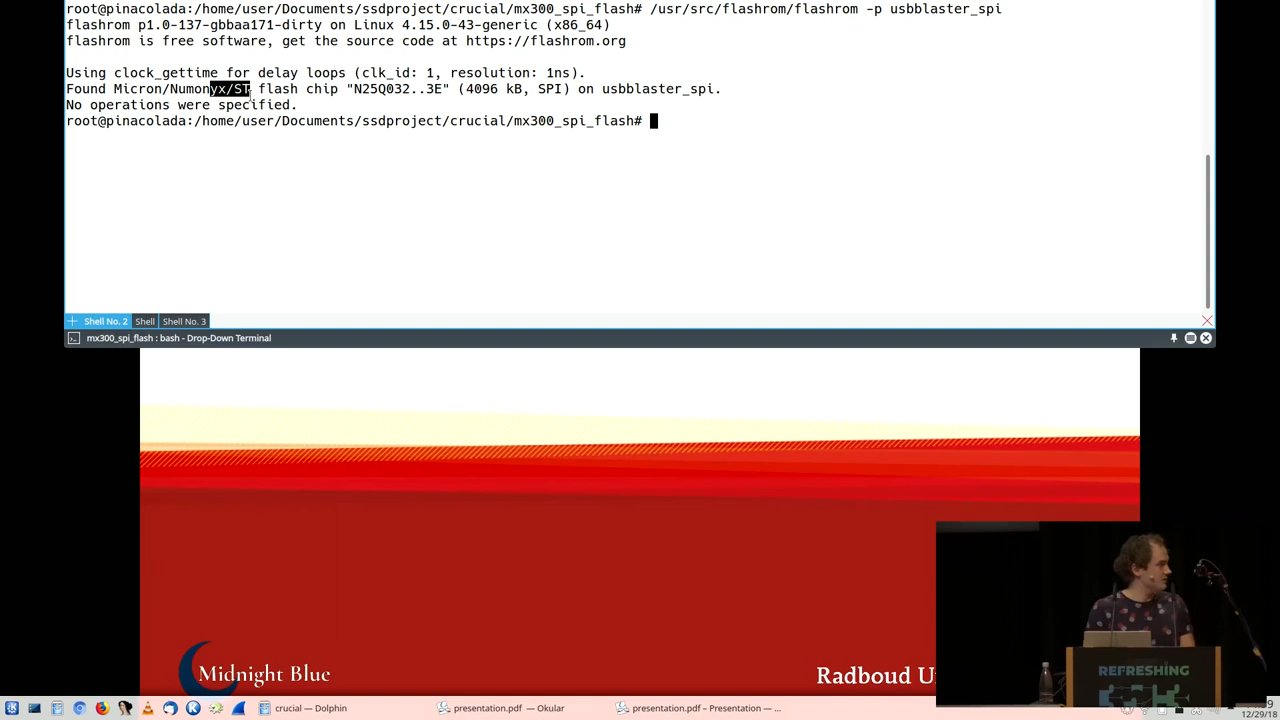 root@pinacolada:/home/user/Documents/ssdproject/crucial/mx300_spi_flash# /usr/src/flashrom/flashrom -p usbblaster_spi
flashrom p1.0-137-gbbaa171-dirty on Linux 4.15.0-43-generic (x86_64)
flashrom is free software, get the source code at https://flashrom.org
Using clock_gettime for delay loops (clk_id: 1, resolution: 1ns).
Found Micron/Numonyx/ST flash chip "N25Q032..3E" (4096 kB, SPI) on usbblaster_spi.
No operations were specified.
root@pinacolada:/home/user/Documents/ssdproject/crucial/mx300_spi_flash#
Shell No. 2 Shell Shell No. 3
mx300_spi_flash : bash - Drop-Down Terminal
Midnight Blue
Radboud U
REFRESHING
crucial — Dolphin
presentation.pdf — Okular
presentation.pdf – Presentation — ...
12/29/18